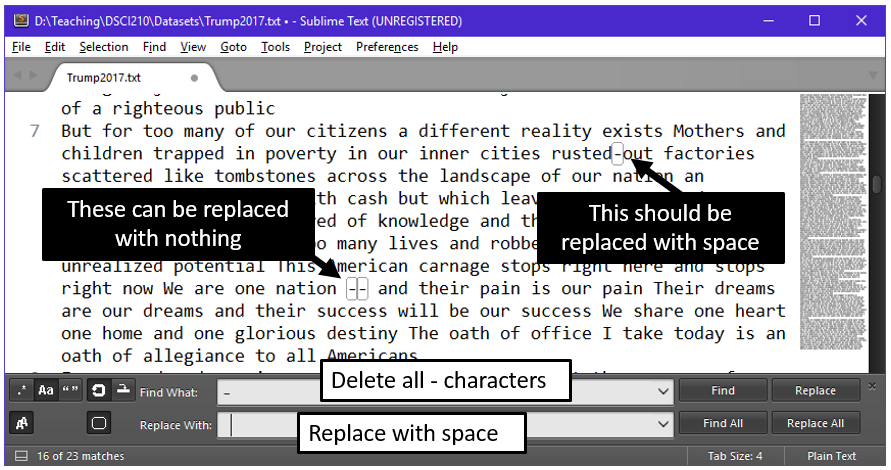 D:\Teaching\DSCI210\Datasets\Trump2017.txt • - Sublime Text (UNREGISTERED)
File Edit Selection Find View Goto Tools Project Preferences Help
Trump2017.txt
of a righteous public
7 But for too many of our citizens a different reality exists Mothers and
children trapped in poverty in our inner cities rusted-out factories
scattered like tombstones across the landscape of our nation an
th cash but which leav
These can be replaced
with nothing
This should be
replaced with space
red of knowledge and th
o many lives and robbe
unrealized potential This American carnage stops right here and stops
right now We are one nation -- and their pain is our pain Their dreams
are our dreams and their success will be our success We share one heart
one home and one glorious destiny The oath of office I take today is an
oath of allegiance to all Americans
Delete all - characters
.* Aa “ ” Find What: - Find Replace
Replace with space
Replace With: Find All Replace All
16 of 23 matches Tab Size: 4 Plain Text